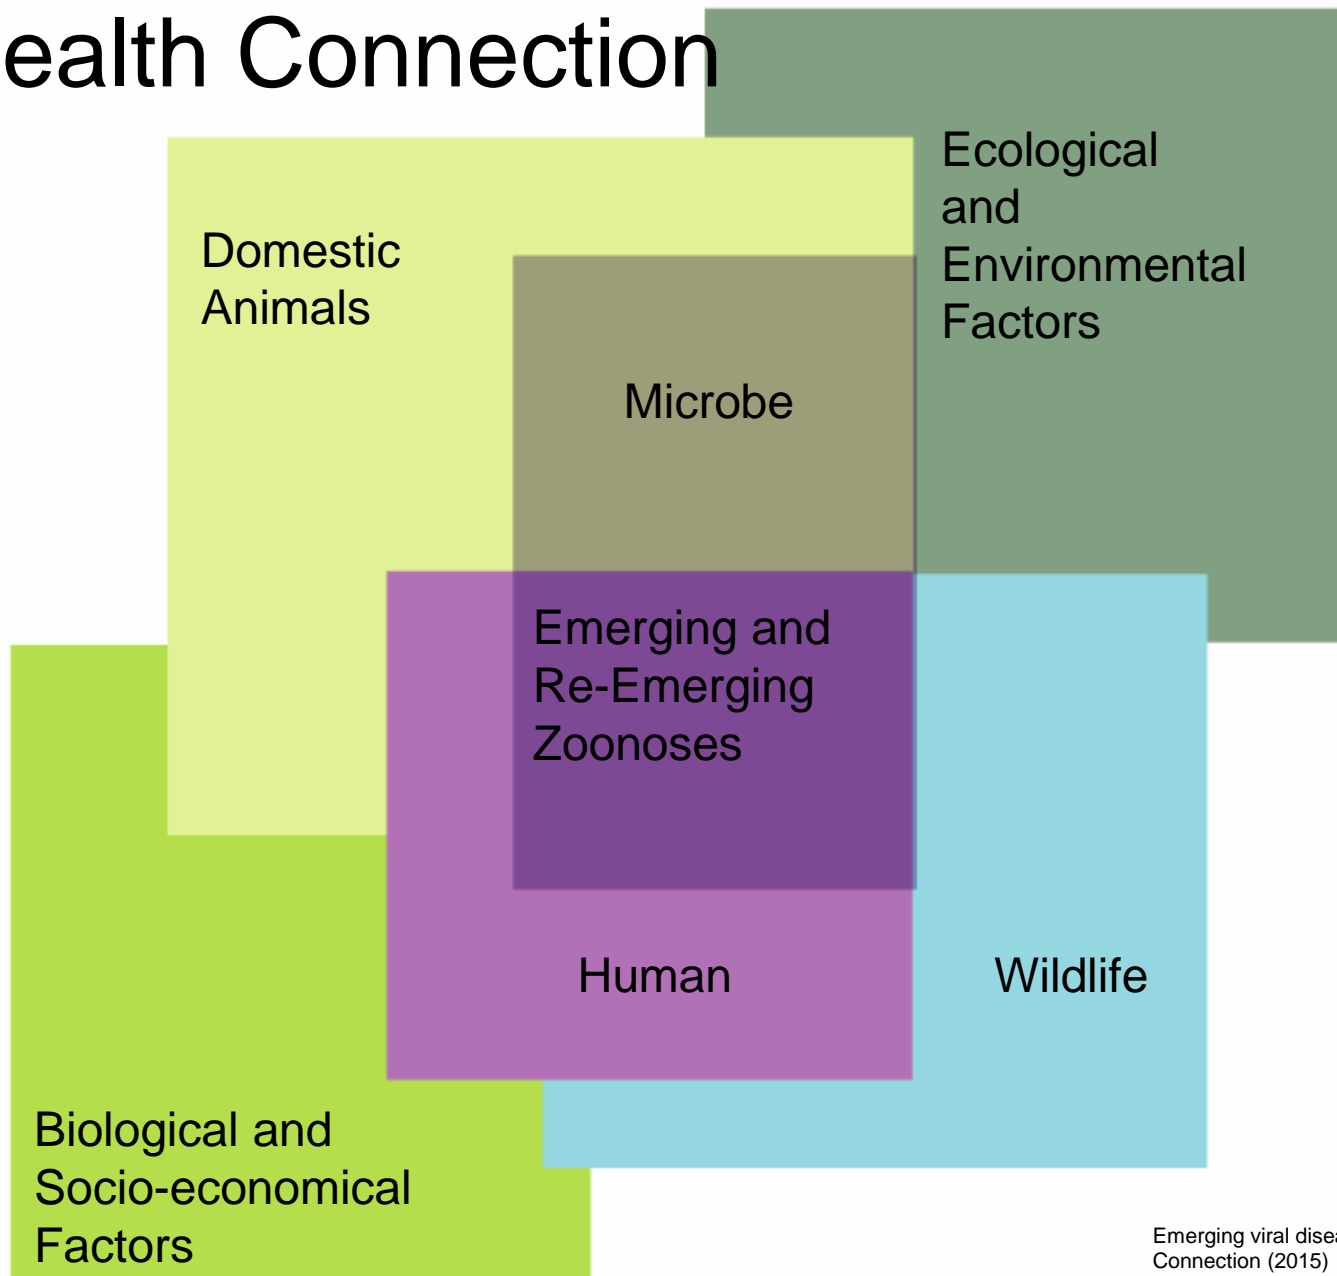 ealth Connection
Ecological
and
Environmental
Factors
Domestic
Animals
Microbe
Emerging and
Re-Emerging
Zoonoses
Human
Wildlife
Biological and
Socio-economical
Factors
Emerging viral disea
Connection (2015)